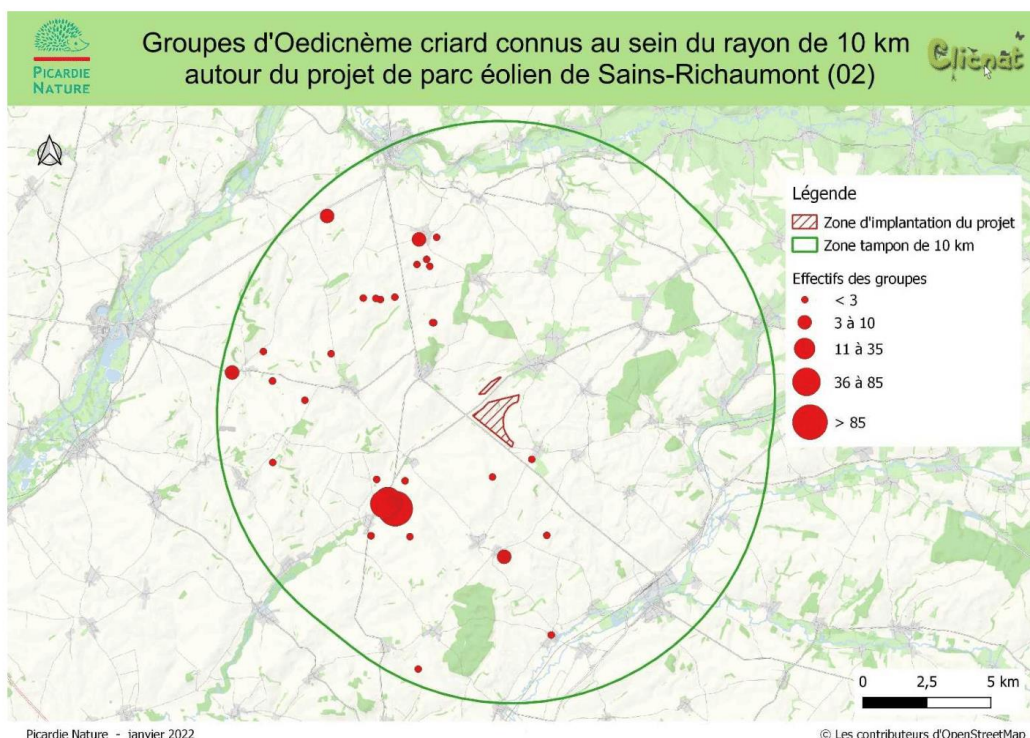 PICARDIE
NATURE
Groupes d'Oedicnème criard connus au sein du rayon de 10 km
autour du projet de parc éolien de Sains-Richaumont (02)
Clicnat
Légende
Zone d'implantation du projet
Zone tampon de 10 km
Effectifs des groupes
< 3
3 à 10
11 à 35
36 à 85
> 85
0 2,5 5 km
Picardie Nature - janvier 2022
© Les contributeurs d'OpenStreetMap